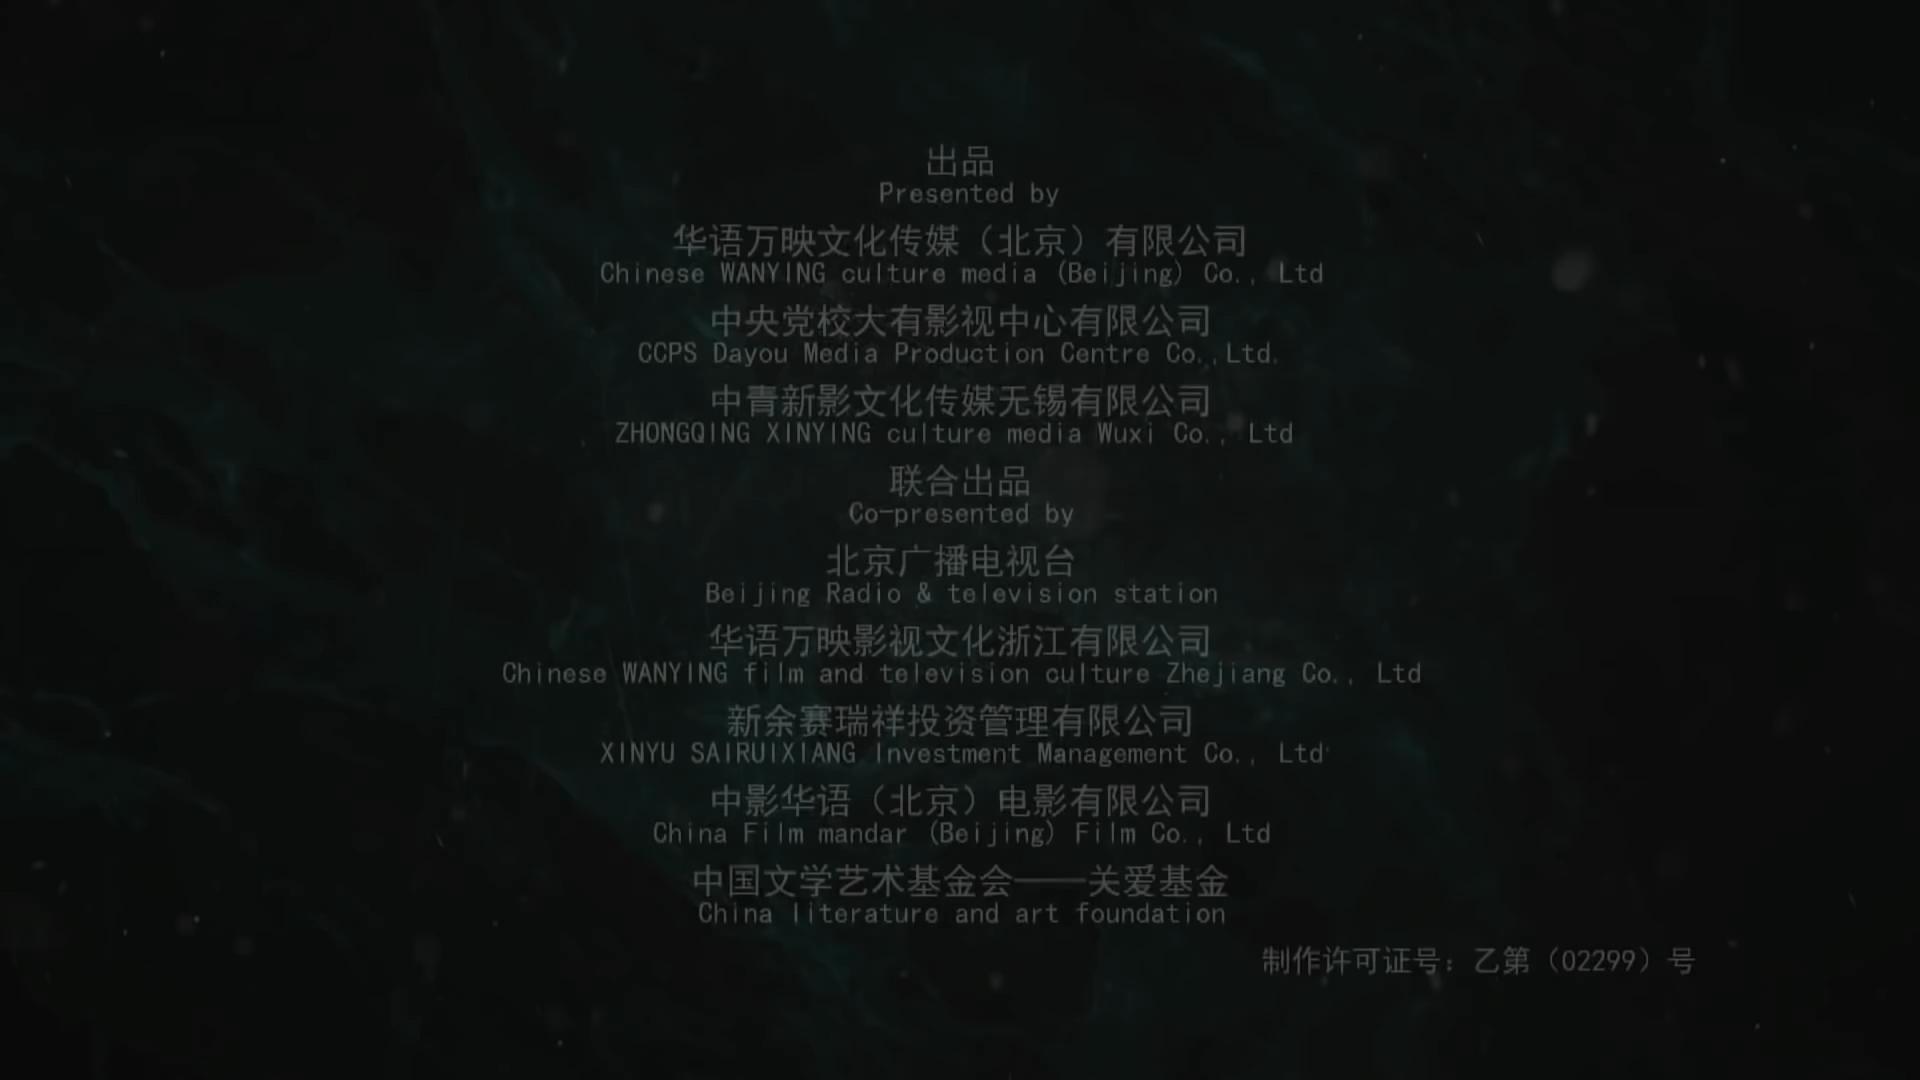 出品
Presented by
华语万映文化传媒（北京）有限公司
Chinese WANYING culture media (Beijing) Co., Ltd
中央党校大有影视中心有限公司
CCPS Dayou Media Production Centre Co.,Ltd.
中青新影文化传媒无锡有限公司
ZHONGQING XINYING culture media Wuxi Co., Ltd
联合出品
Co-presented by
北京广播电视台
Beijing Radio & television station
华语万映影视文化浙江有限公司
Chinese WANYING film and television culture Zhejiang Co., Ltd
新余赛瑞祥投资管理有限公司
XINYU SAIRUIXIANG Investment Management Co., Ltd
中影华语（北京）电影有限公司
China Film mandar (Beijing) Film Co., Ltd
中国文学艺术基金会——关爱基金
China literature and art foundation
制作许可证号：乙第（02299）号